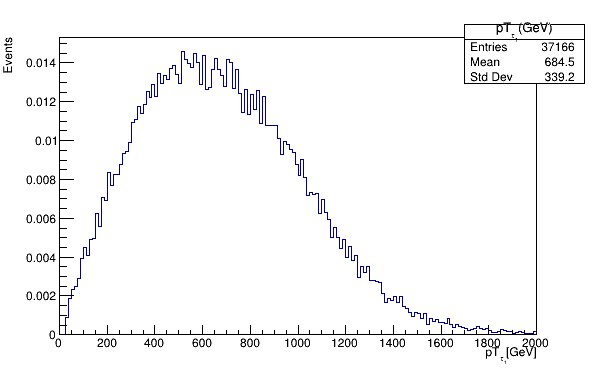 pTτ1(GeV)
Entries 37166
Mean 684.5
Std Dev 339.2
Events
0.014
0.012
0.01
0.008
0.006
0.004
0.002
0
0 200 400 600 800 1000 1200 1400 1600 1800 2000
pTτ1[GeV]